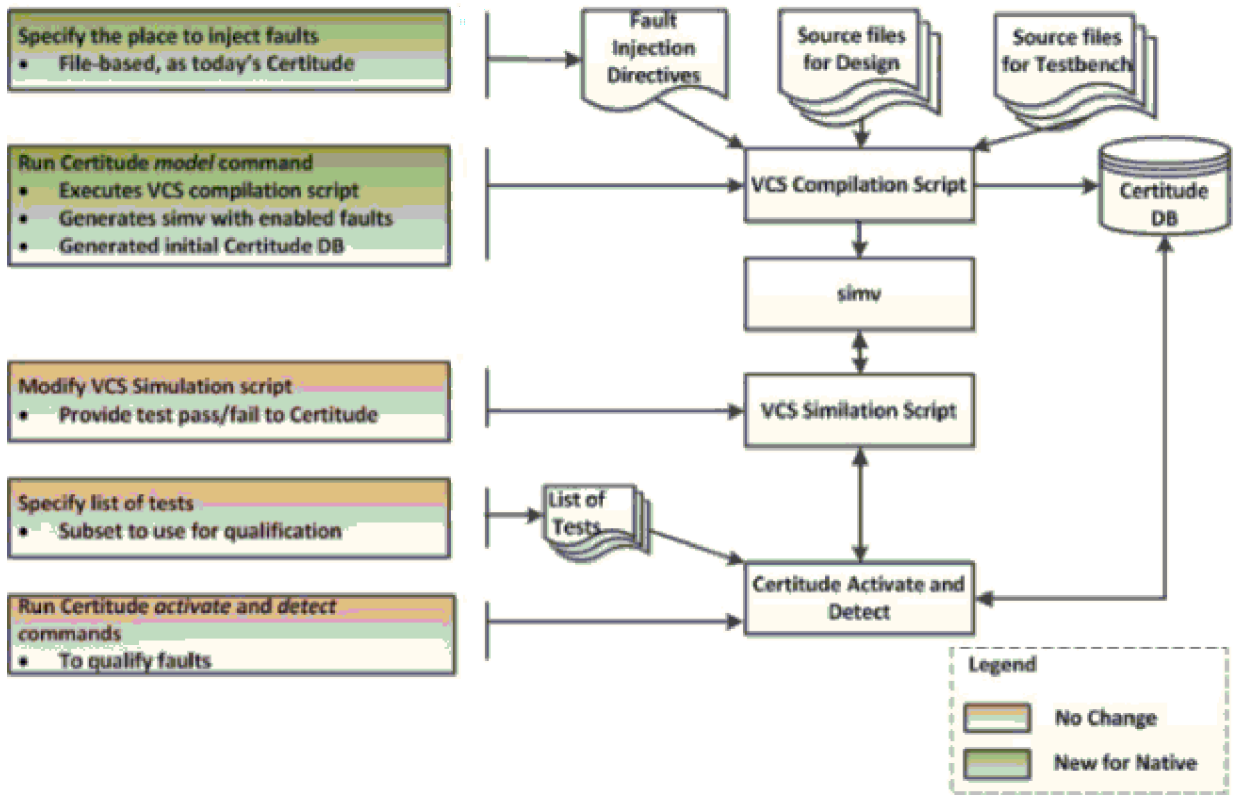 Specify the place to inject faults
• File-based, as today's Certitude
Fault
Injection
Directives
Source files
for Design
Source files
for Testbench
Run Certitude model command
• Executes VCS compilation script
• Generates simv with enabled faults
• Generated initial Certitude DB
VCS Compilation Script
Certitude
DB
simv
Modify VCS Simulation script
• Provide test pass/fail to Certitude
VCS Similation Script
Specify list of tests
• Subset to use for qualification
List of
Tests
Certitude Activate and
Detect
Run Certitude activate and detect
commands
• To qualify faults
Legend
No Change
New for Native